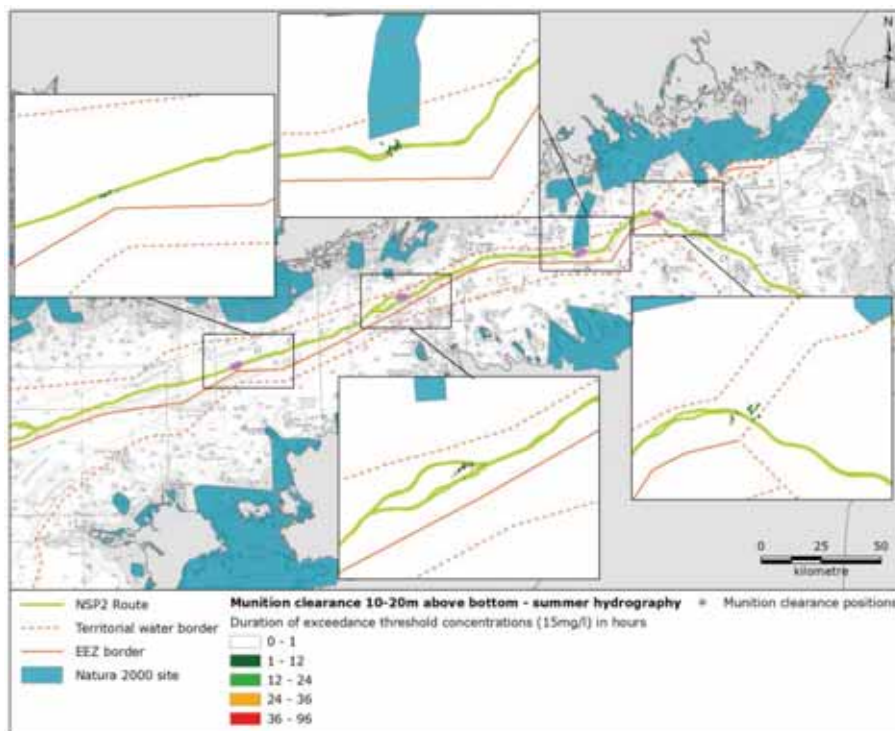 N
0 25 50
kilometre
NSP2 Route
Territorial water border
EEZ border
Natura 2000 site
Munition clearance 10-20m above bottom - summer hydrography
Duration of exceedance threshold concentrations (15mg/l) in hours
0 - 1
1 - 12
12 - 24
24 - 36
36 - 96
Munition clearance positions